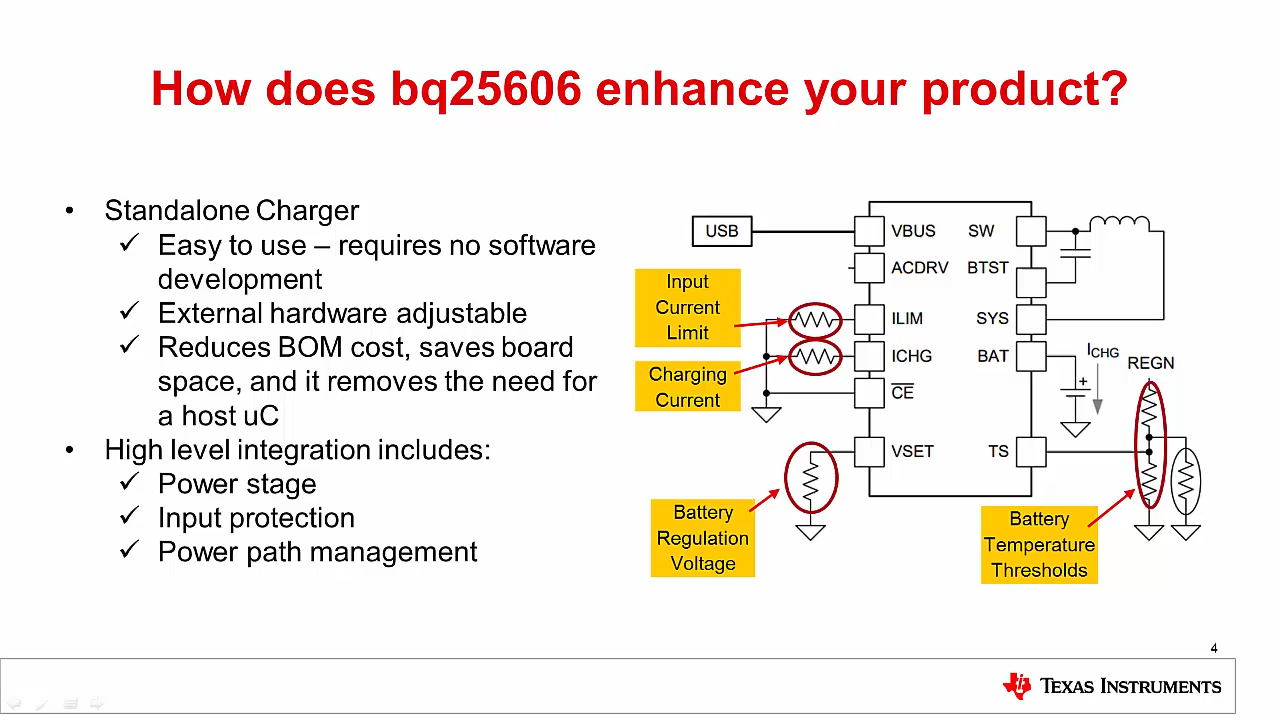 How does bq25606 enhance your product?
• Standalone Charger
✓ Easy to use – requires no software
development
✓ External hardware adjustable
✓ Reduces BOM cost, saves board
space, and it removes the need for
a host uC
• High level integration includes:
✓ Power stage
✓ Input protection
✓ Power path management
USB
VBUS
SW
ACDRV
BTST
Input
Current
Limit
ILIM
SYS
ICHG
BAT
ICHG
REGN
Charging
Current
CE
+
VSET
TS
Battery
Regulation
Voltage
Battery
Temperature
Thresholds
4
TEXAS INSTRUMENTS